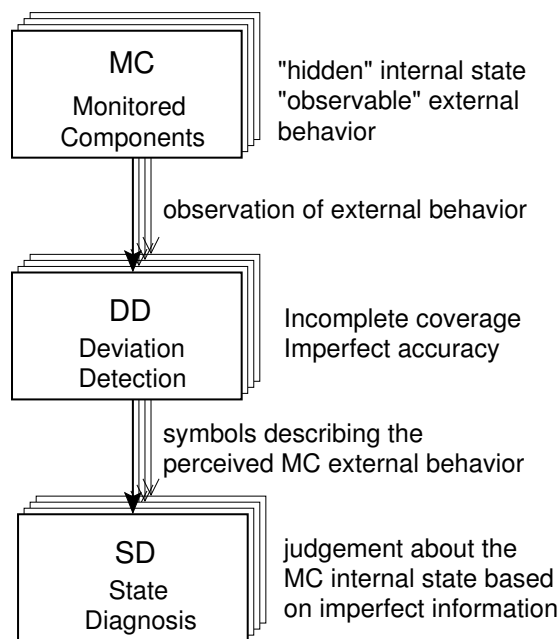 MC
Monitored
Components
"hidden" internal state
"observable" external
behavior
observation of external behavior
DD
Deviation
Detection
Incomplete coverage
Imperfect accuracy
symbols describing the
perceived MC external behavior
SD
State
Diagnosis
judgement about the
MC internal state based
on imperfect information